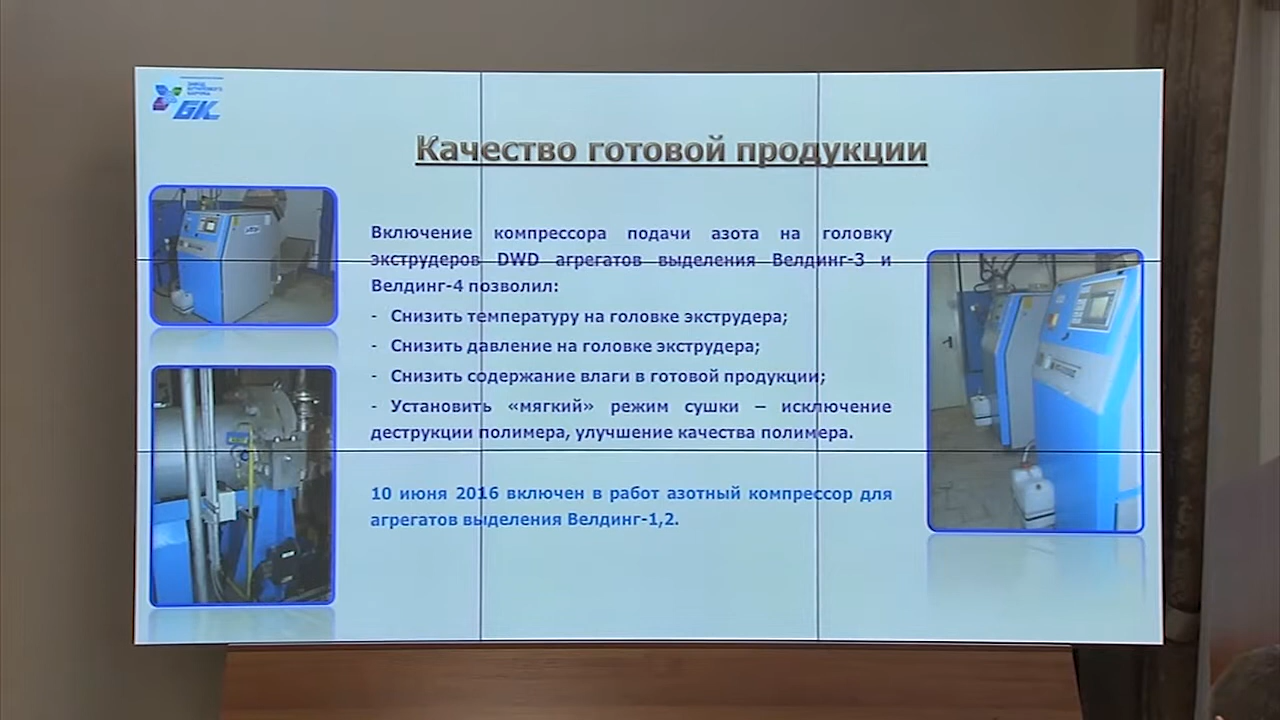 ЗАВОД
БУТИЛОВОГО
КАУЧУКА
БК
Качество готовой продукции
Включение компрессора подачи азота на головку
экструдеров DWD агрегатов выделения Велдинг-3 и
Велдинг-4 позволил:
- Снизить температуру на головке экструдера;
- Снизить давление на головке экструдера;
- Снизить содержание влаги в готовой продукции;
- Установить «мягкий» режим сушки – исключение
деструкции полимера, улучшение качества полимера.
10 июня 2016 включен в работ азотный компрессор для
агрегатов выделения Велдинг-1,2.